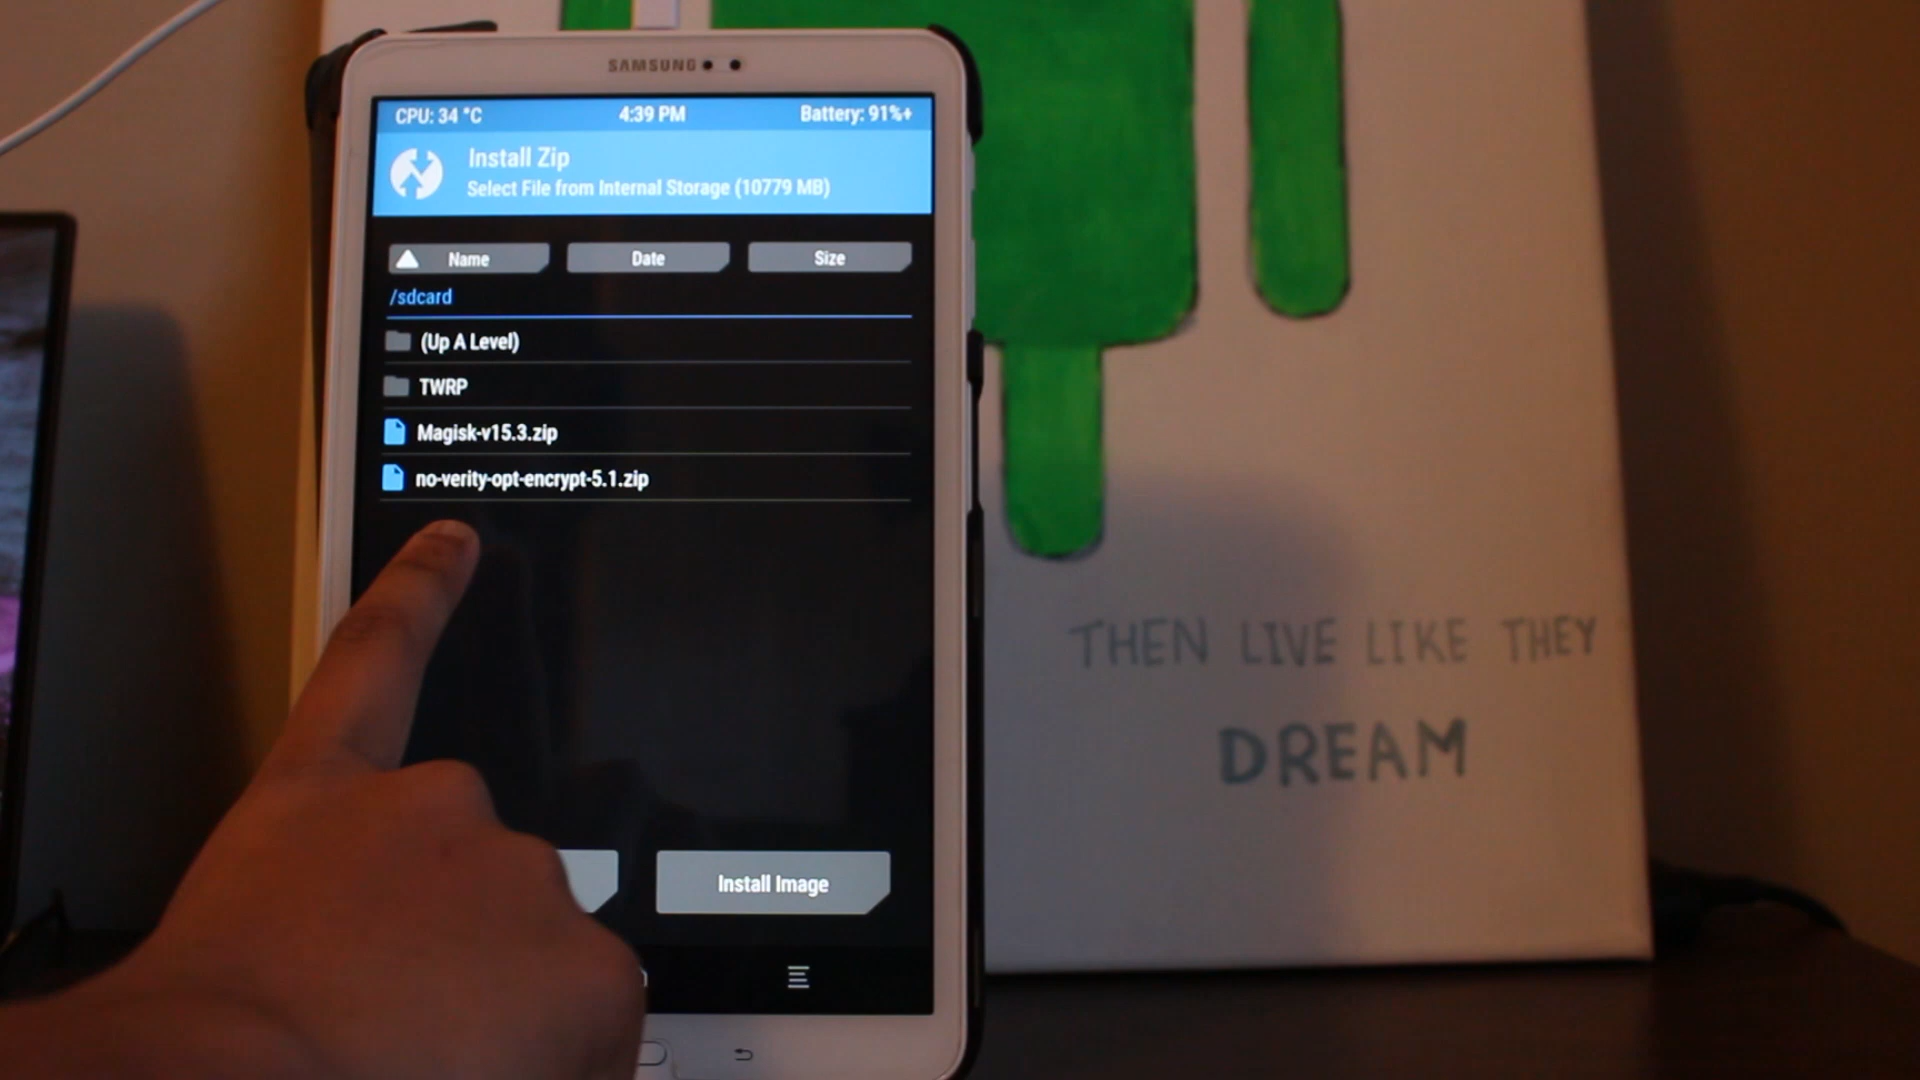 SAMSUNG
CPU: 34 °C 4:39 PM Battery: 91%+
Install Zip
Select File from Internal Storage (10779 MB)
Name Date Size
/sdcard
(Up A Level)
TWRP
Magisk-v15.3.zip
no-verity-opt-encrypt-5.1.zip
Install Image
THEN LIVE LIKE THEY
DREAM